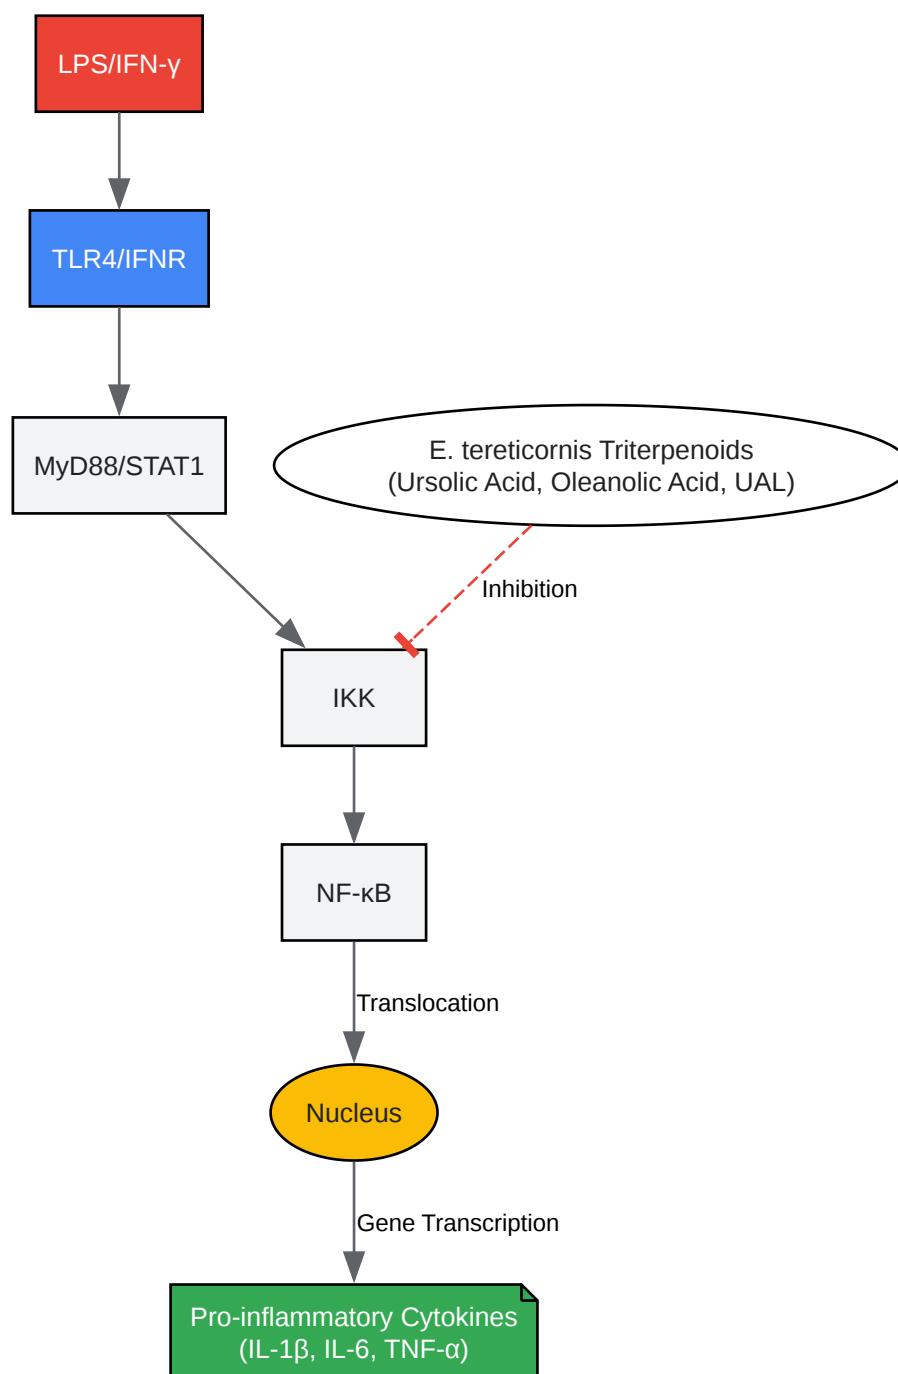 LPS/IFN-γ
TLR4/IFNR
MyD88/STAT1
E. tereticornis Triterpenoids
(Ursolic Acid, Oleanolic Acid, UAL)
Inhibition
IKK
NF-κB
Translocation
Nucleus
Gene Transcription
Pro-inflammatory Cytokines
(IL-1β, IL-6, TNF-α)